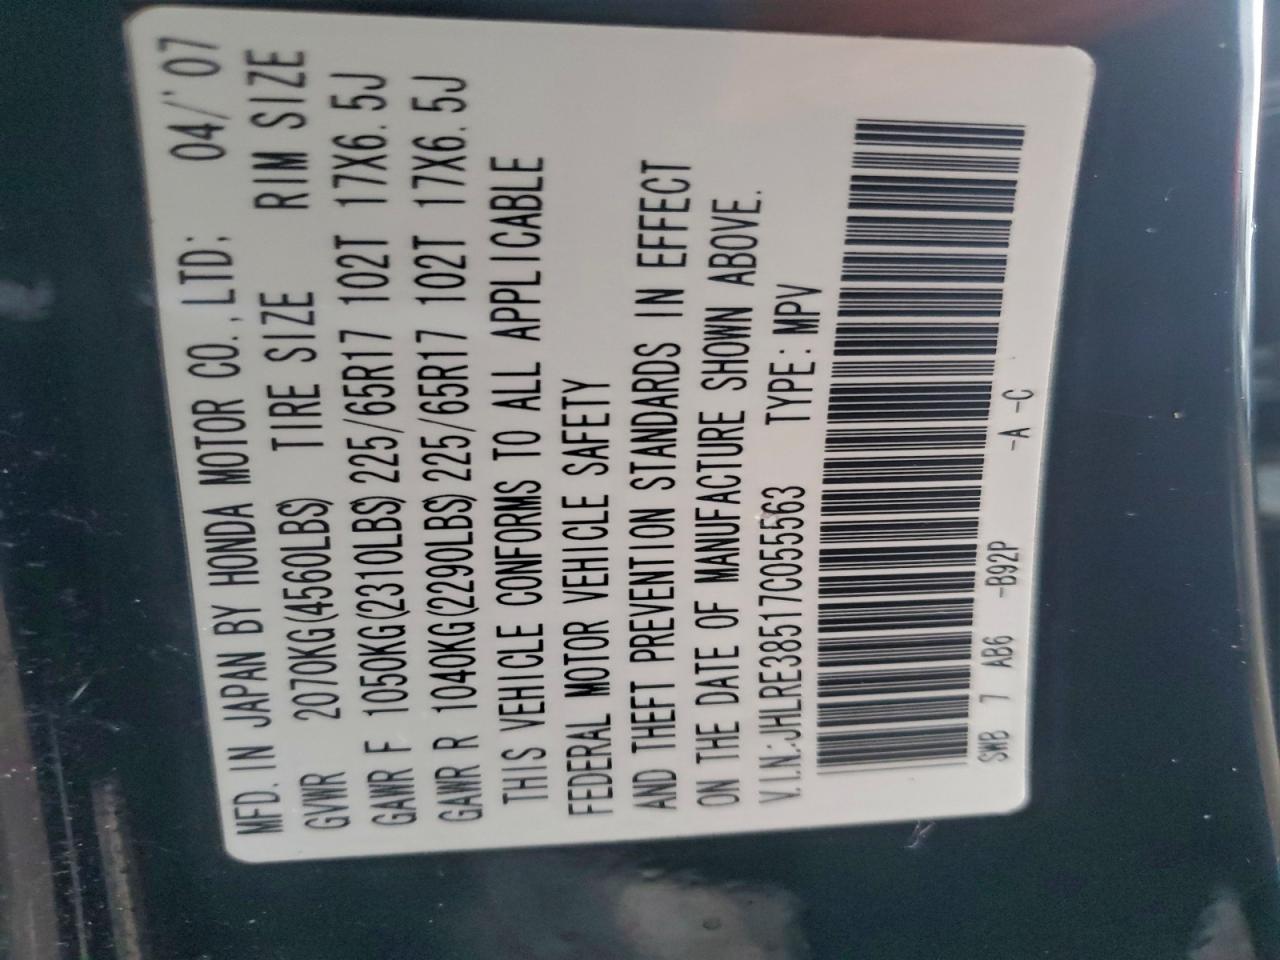 MFD. IN JAPAN BY HONDA MOTOR CO., LTD; 04/'07
GVWR 2070KG(4560LBS) TIRE SIZE RIM SIZE
GAWR F 1050KG(2310LBS) 225/65R17 102T 17X6.5J
GAWR R 1040KG(2290LBS) 225/65R17 102T 17X6.5J
THIS VEHICLE CONFORMS TO ALL APPLICABLE
FEDERAL MOTOR VEHICLE SAFETY
AND THEFT PREVENTION STANDARDS IN EFFECT
ON THE DATE OF MANUFACTURE SHOWN ABOVE.
V.I.N.:JHLRE38517C055563 TYPE:MPV
SWB 7 AB6 -B92P -A -C